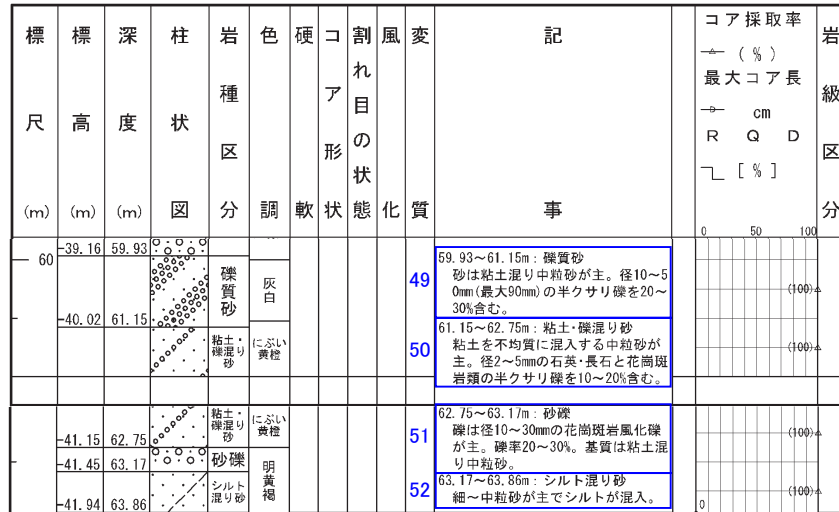 標尺(m)
標高(m)
深度(m)
柱状図
岩種区分
色調
硬軟
コア形状
割れ目の状態
風化
変質
記事
コア採取率
(%)
最大コア長
cm
R Q D
[%]
0 50 100
岩級区分
60
-39.16 59.93
礫質砂
灰白
49
59.93~61.15m:礫質砂
砂は粘土混り中粒砂が主。径10~5
0mm(最大90mm)の半クサリ礫を20~
30%含む。
(100)
-40.02 61.15
粘土・
礫混り
砂
にぶい
黄橙
50
61.15~62.75m:粘土・礫混り砂
粘土を不均質に混入する中粒砂が
主。径2~5mmの石英・長石と花崗斑
岩類の半クサリ礫を10~20%含む。
(100)
粘土・
礫混り
砂
にぶい
黄橙
-41.15 62.75
51
62.75~63.17m:砂礫
礫は径10~30mmの花崗斑岩風化礫
が主。礫率20~30%。基質は粘土混
り中粒砂。
(100)
-41.45 63.17
砂礫
明黄褐
シルト
混り砂
52
63.17~63.86m:シルト混り砂
細~中粒砂が主でシルトが混入。
(100)
-41.94 63.86
0